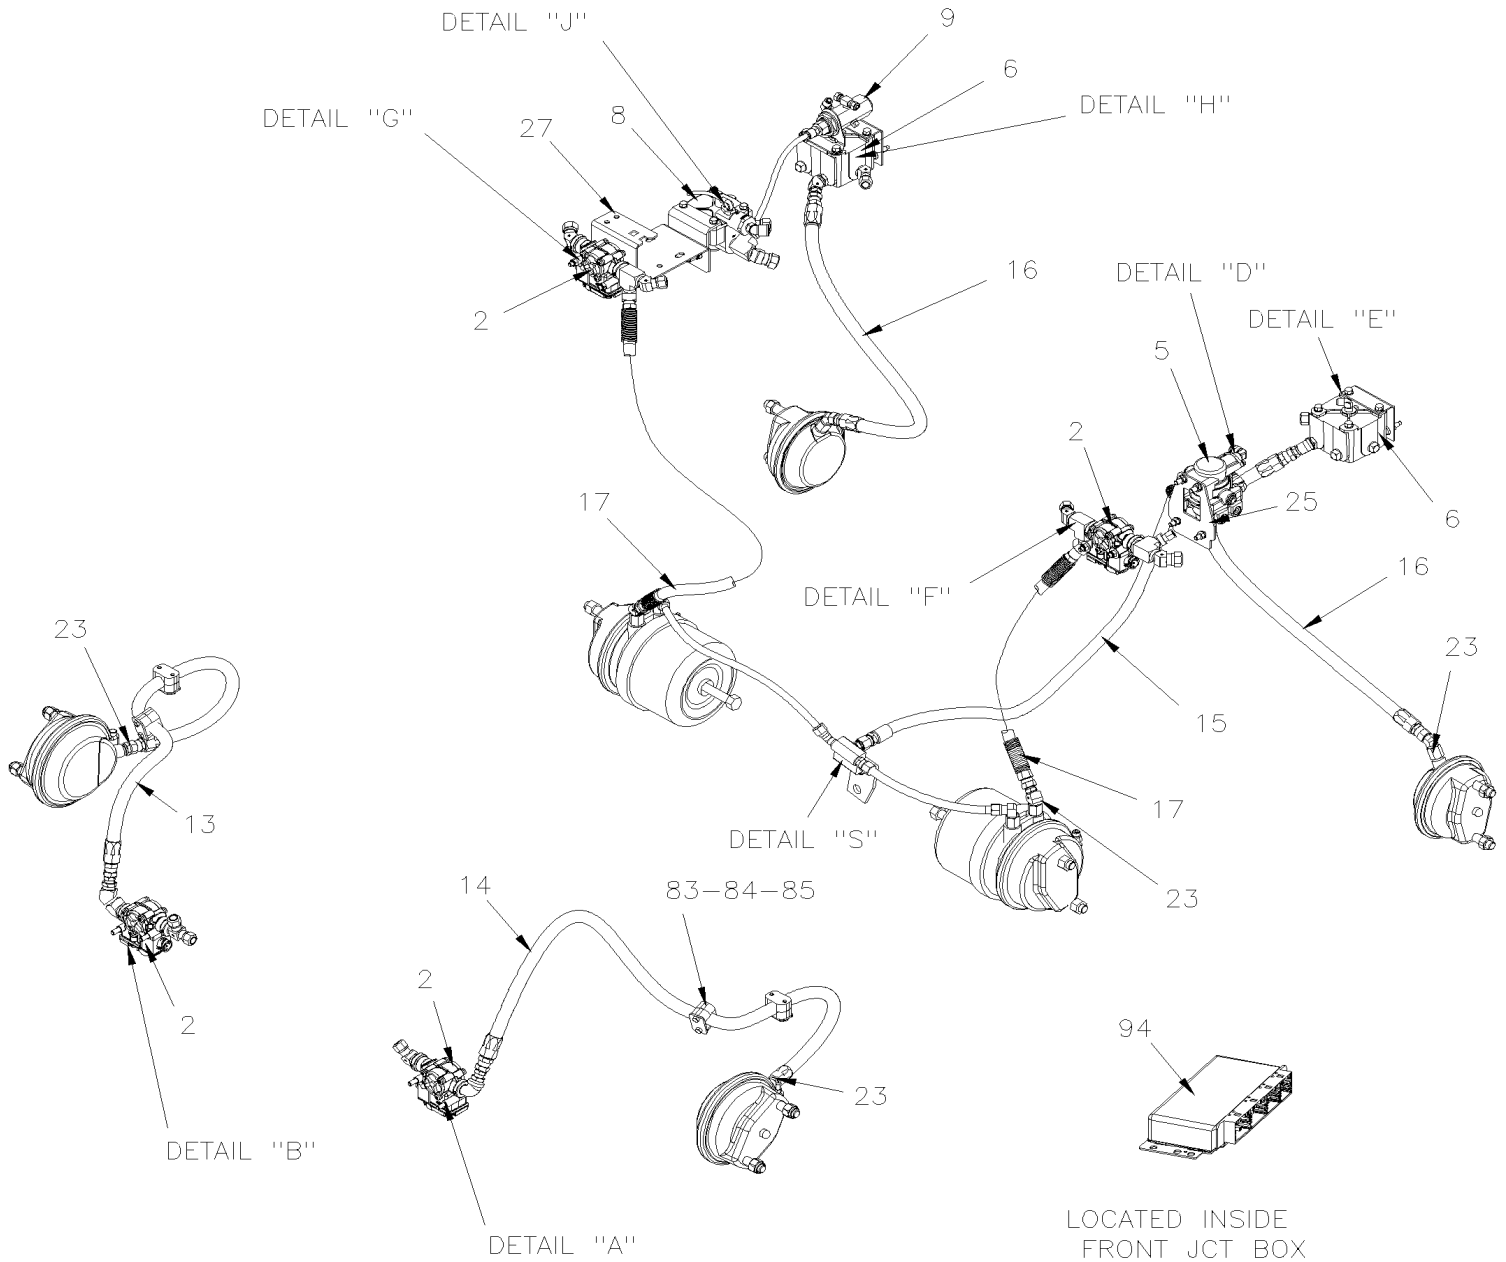 DETAIL "J"
9
6
DETAIL "H"
DETAIL "G"
27
8
16
DETAIL "D"
DETAIL "E"
2
5
2
6
25
17
DETAIL "F"
16
23
23
15
17
13
DETAIL "S"
23
14
83-84-85
2
2
94
23
DETAIL "B"
DETAIL "A"
LOCATED INSIDE
FRONT JCT BOX